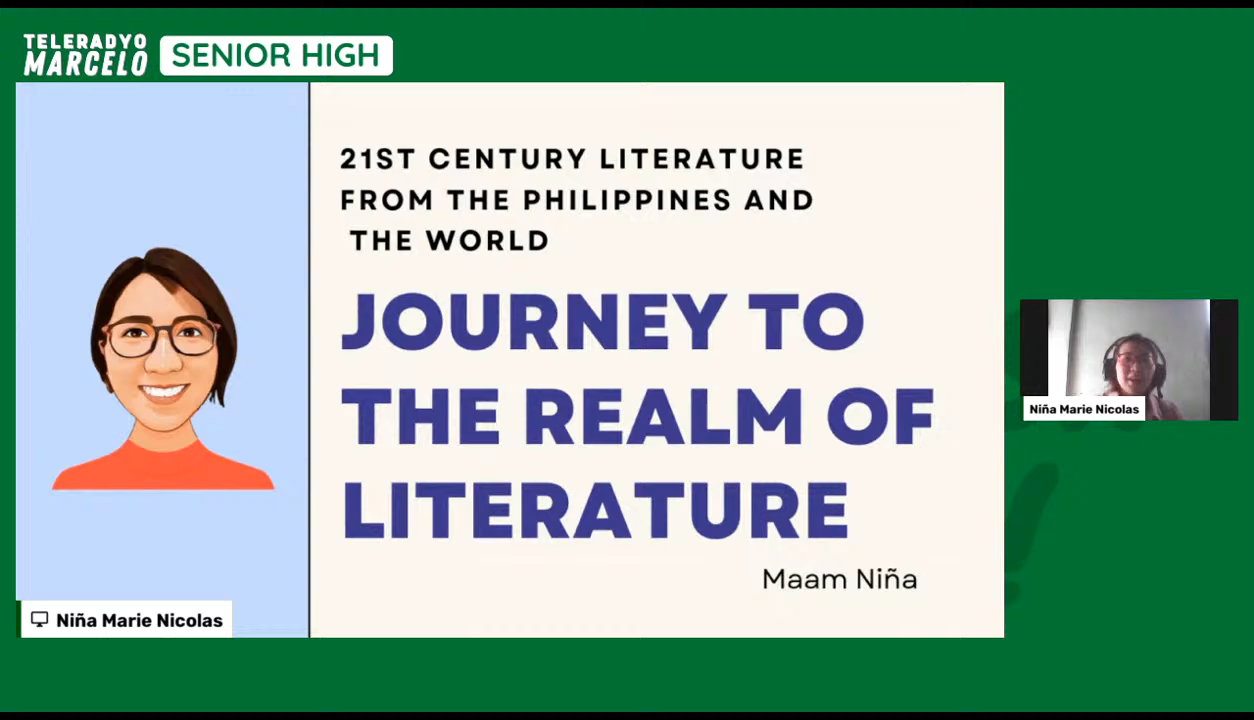 TELERADYO
MARCELO
SENIOR HIGH
21ST CENTURY LITERATURE
FROM THE PHILIPPINES AND
THE WORLD
JOURNEY TO
THE REALM OF
LITERATURE
Maam Niña
Niña Marie Nicolas
Niña Marie Nicolas